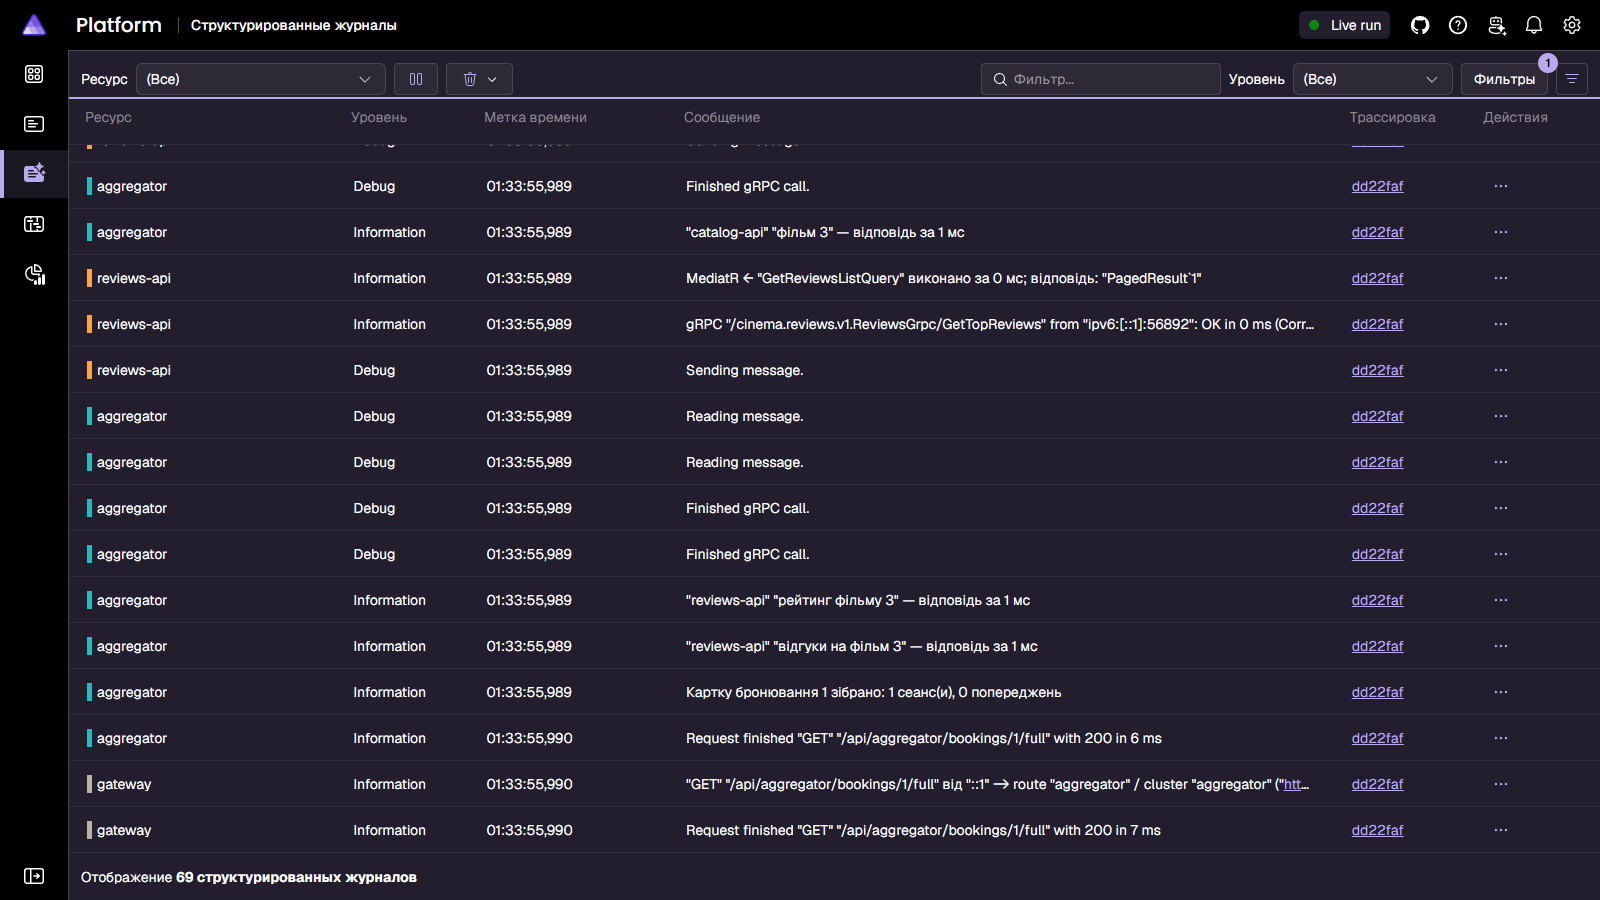 Platform
Структурированные журналы
Live run
Ресурс (Все)
Фильтр...
Уровень (Все)
Фильтры
1
Ресурс Уровень Метка времени Сообщение Трассировка Действия
aggregator Debug 01:33:55,989 Finished gRPC call. dd22faf ...
aggregator Information 01:33:55,989 "catalog-api" "фільм 3" — відповідь за 1 мс dd22faf ...
reviews-api Information 01:33:55,989 MediatR ← "GetReviewsListQuery" виконано за 0 мс; відповідь: "PagedResult`1" dd22faf ...
reviews-api Information 01:33:55,989 gRPC "/cinema.reviews.v1.ReviewsGrpc/GetTopReviews" from "ipv6:[::1]:56892": OK in 0 ms (Corr... dd22faf ...
reviews-api Debug 01:33:55,989 Sending message. dd22faf ...
aggregator Debug 01:33:55,989 Reading message. dd22faf ...
aggregator Debug 01:33:55,989 Reading message. dd22faf ...
aggregator Debug 01:33:55,989 Finished gRPC call. dd22faf ...
aggregator Debug 01:33:55,989 Finished gRPC call. dd22faf ...
aggregator Information 01:33:55,989 "reviews-api" "рейтинг фільму 3" — відповідь за 1 мс dd22faf ...
aggregator Information 01:33:55,989 "reviews-api" "відгуки на фільм 3" — відповідь за 1 мс dd22faf ...
aggregator Information 01:33:55,989 Картку бронювання 1 зібрано: 1 сеанс(и), 0 попереджень dd22faf ...
aggregator Information 01:33:55,990 Request finished "GET" "/api/aggregator/bookings/1/full" with 200 in 6 ms dd22faf ...
gateway Information 01:33:55,990 "GET" "/api/aggregator/bookings/1/full" від "::1" → route "aggregator" / cluster "aggregator" ("htt... dd22faf ...
gateway Information 01:33:55,990 Request finished "GET" "/api/aggregator/bookings/1/full" with 200 in 7 ms dd22faf ...
Отображение 69 структурированных журналов